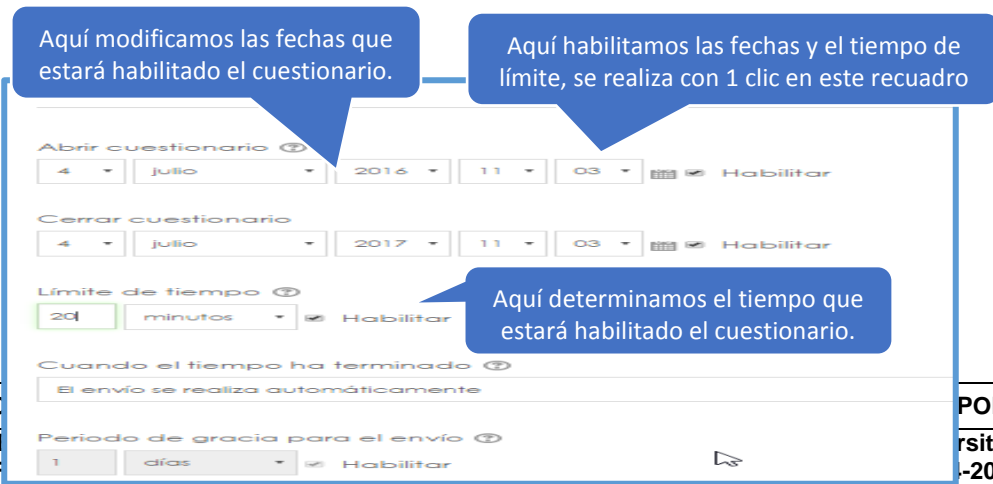 Aquí modificamos las fechas que
estará habilitado el cuestionario.
Aquí habilitamos las fechas y el tiempo de
límite, se realiza con 1 clic en este recuadro
Abrir cuestionario
4 julio 2016 11 03 Habilitar
Cerrar cuestionario
4 julio 2017 11 03 Habilitar
Límite de tiempo
20 minutos Habilitar
Aquí determinamos el tiempo que
estará habilitado el cuestionario.
Cuando el tiempo ha terminado
El envío se realiza automáticamente
Periodo de gracia para el envío
1 días Habilitar